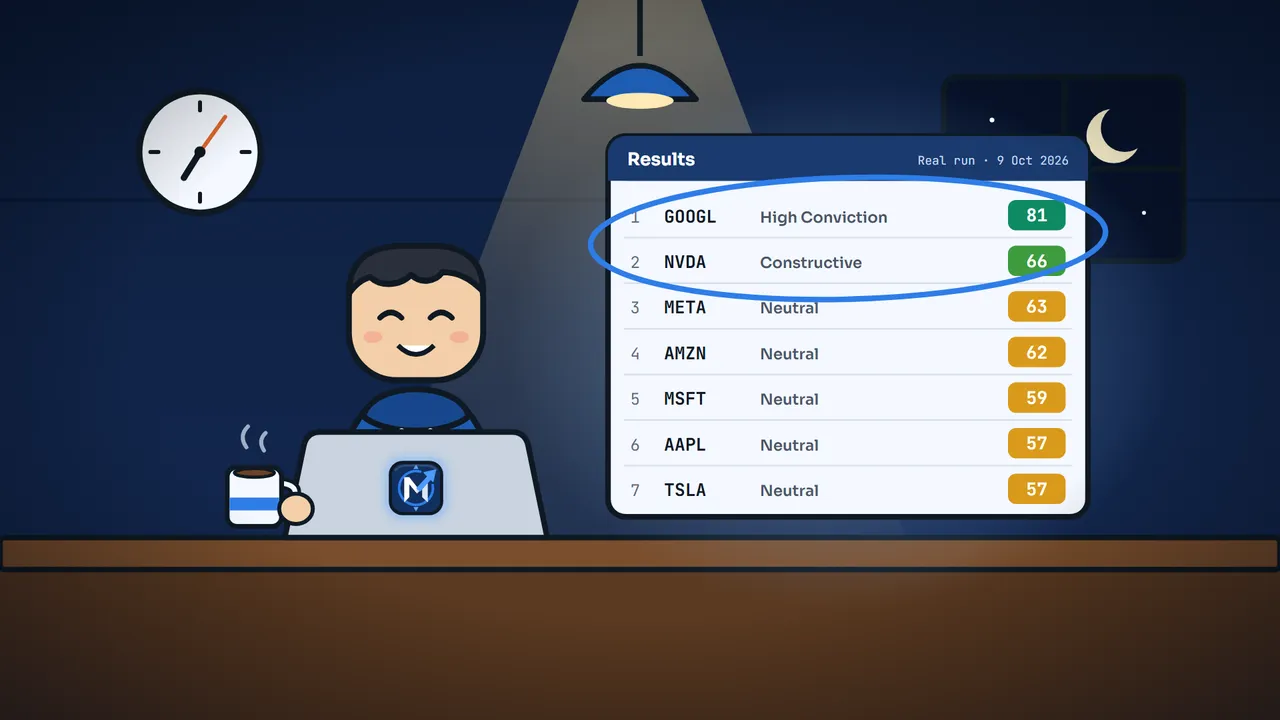 Results Real run · 9 Oct 2026
1 GOOGL High Conviction 81
2 NVDA Constructive 66
3 META Neutral 63
4 AMZN Neutral 62
5 MSFT Neutral 59
6 AAPL Neutral 57
7 TSLA Neutral 57
M